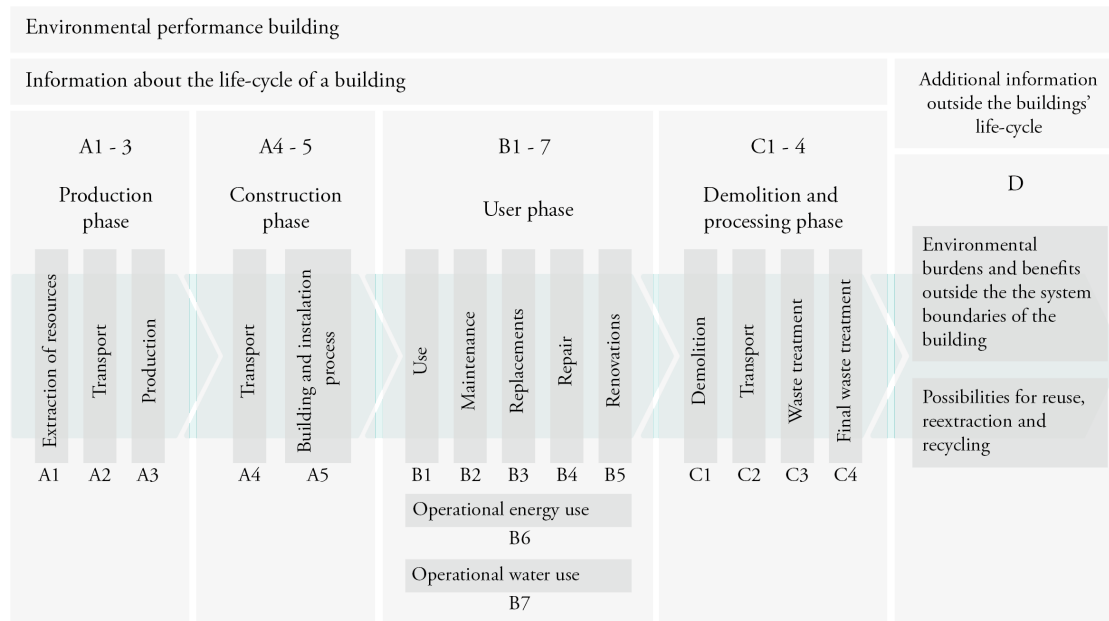 Environmental performance building
Information about the life-cycle of a building
Additional information
outside the buildings’
life-cycle
A1 - 3
Production
phase
Extraction of resources
A1
Transport
A2
Production
A3
A4 - 5
Construction
phase
Transport
A4
Building and instalation
process
A5
B1 - 7
User phase
Use
B1
Maintenance
B2
Replacements
B3
Repair
B4
Renovations
B5
Operational energy use
B6
Operational water use
B7
C1 - 4
Demolition and
processing phase
Demolition
C1
Transport
C2
Waste treatment
C3
Final waste treatment
C4
D
Environmental
burdens and benefits
outside the the system
boundaries of the
building
Possibilities for reuse,
reextraction and
recycling